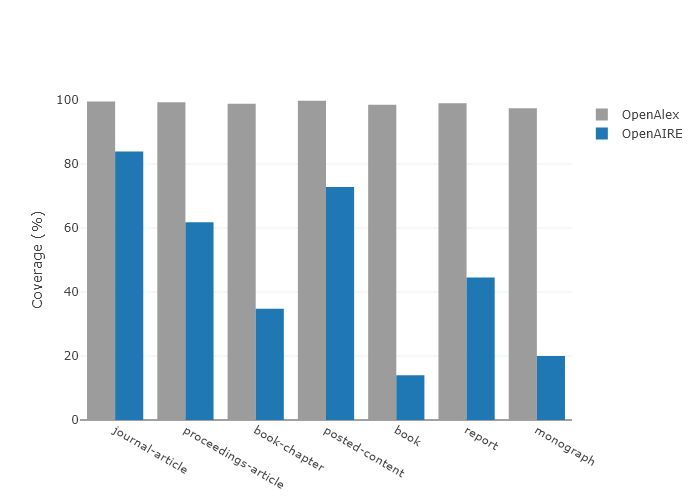 100
80
60
40
20
0
Coverage (%)
journal-article
proceedings-article
book-chapter
posted-content
book
report
monograph
OpenAlex
OpenAIRE